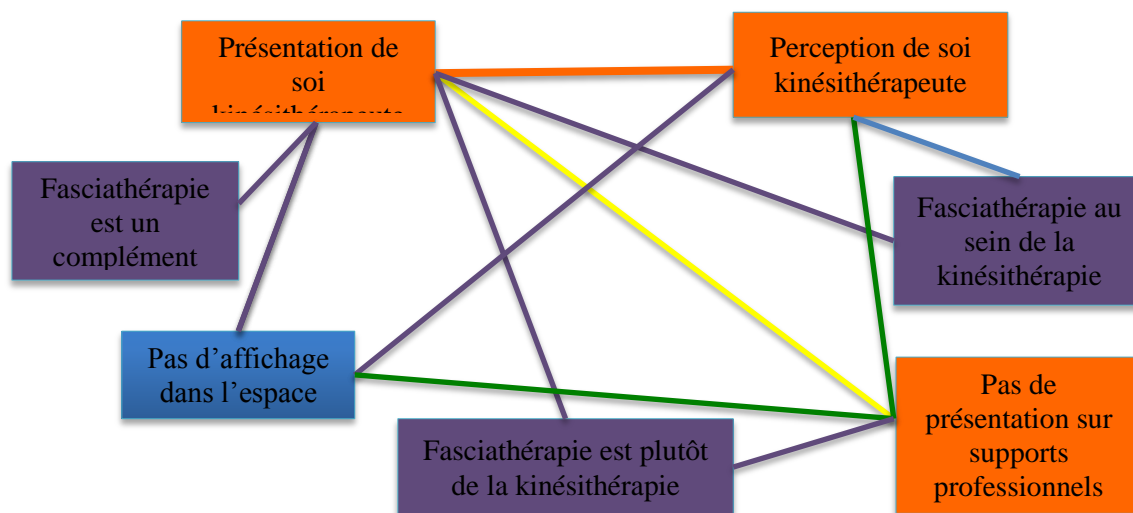 Présentation de
soi
kinésithérapeute
Perception de soi
kinésithérapeute
Fasciathérapie
est un
complément
Fasciathérapie au
sein de la
kinésithérapie
Pas d’affichage
dans l’espace
Pas de
présentation sur
supports
professionnels
Fasciathérapie est plutôt
de la kinésithérapie